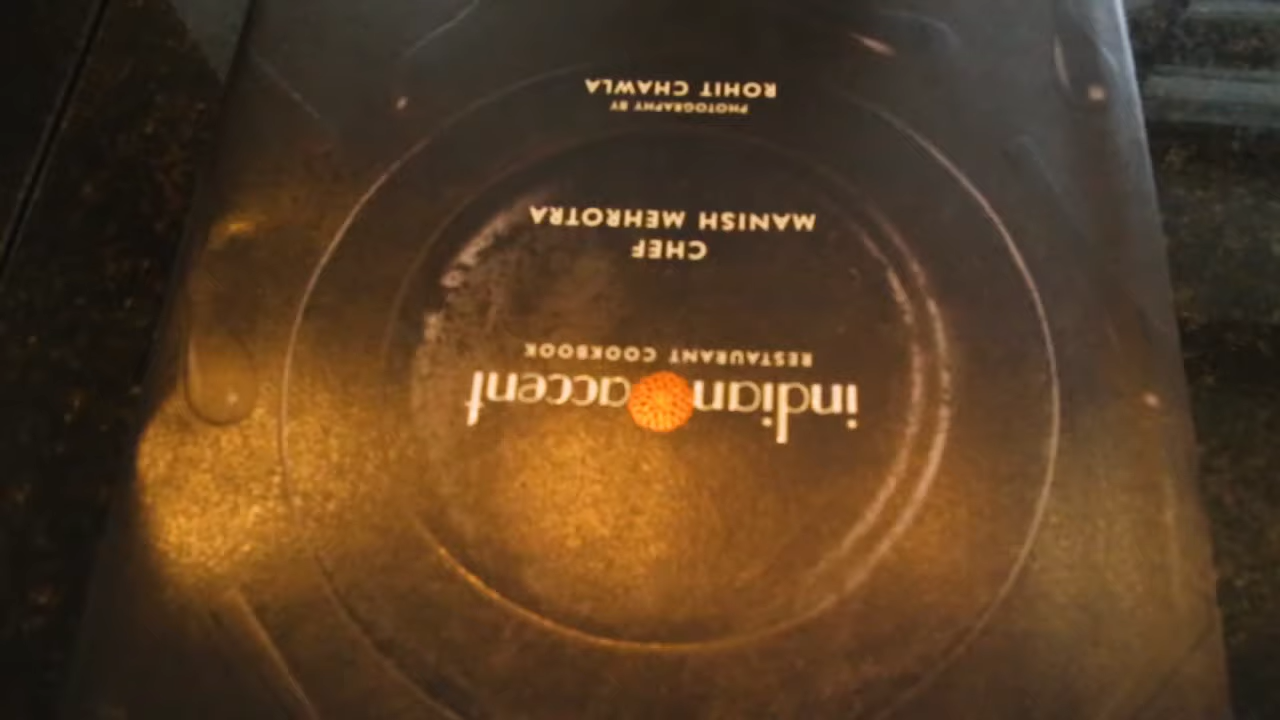 indian accent
RESTAURANT COOKBOOK
CHEF
MANISH MEHROTRA
PHOTOGRAPHY BY
ROHIT CHAWLA